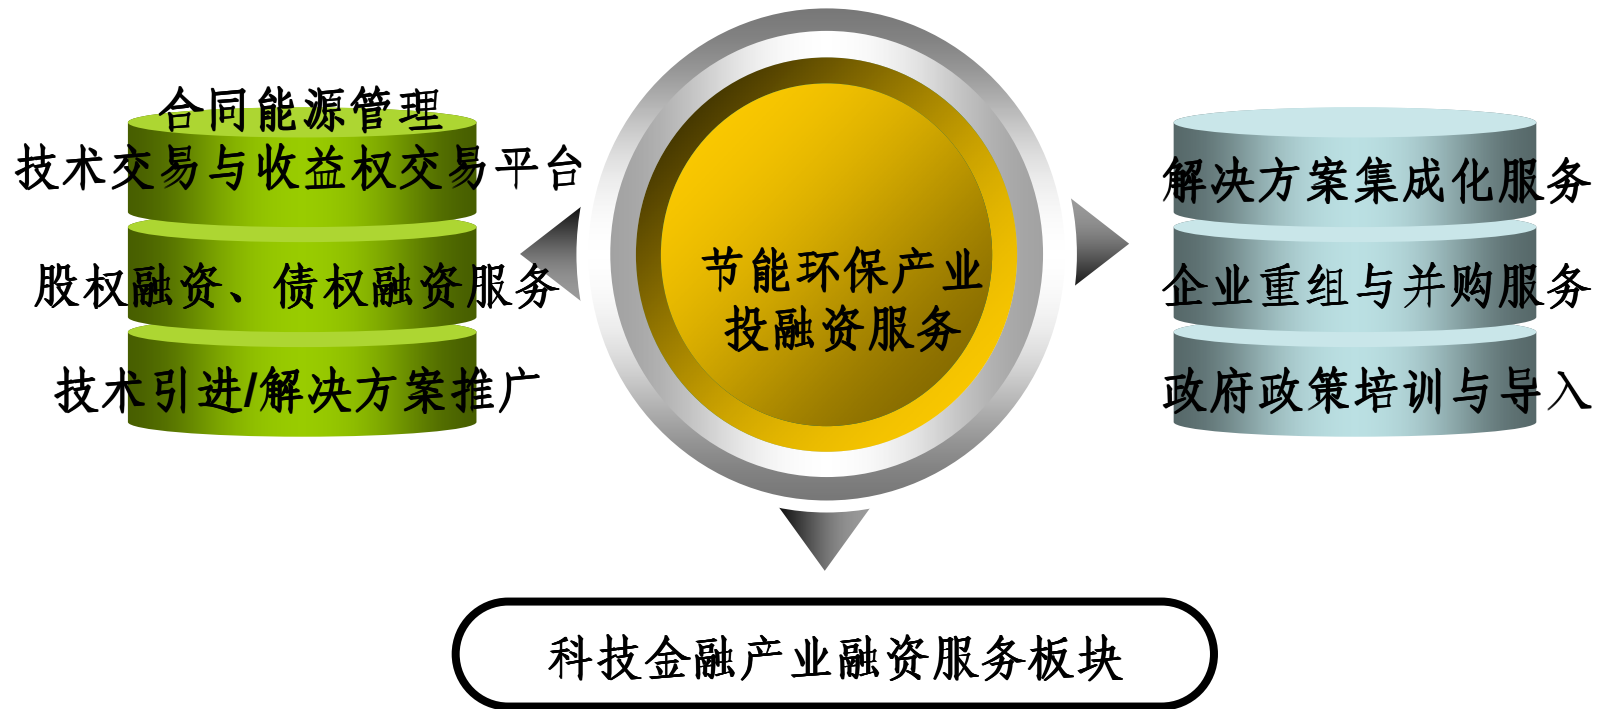 合同能源管理
技术交易与收益权交易平台
股权融资、债权融资服务
技术引进/解决方案推广
节能环保产业
投融资服务
解决方案集成化服务
企业重组与并购服务
政府政策培训与导入
科技金融产业融资服务板块